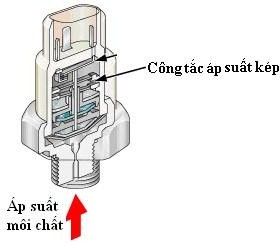 Công tắc áp suất kép
Áp suất
môi chất